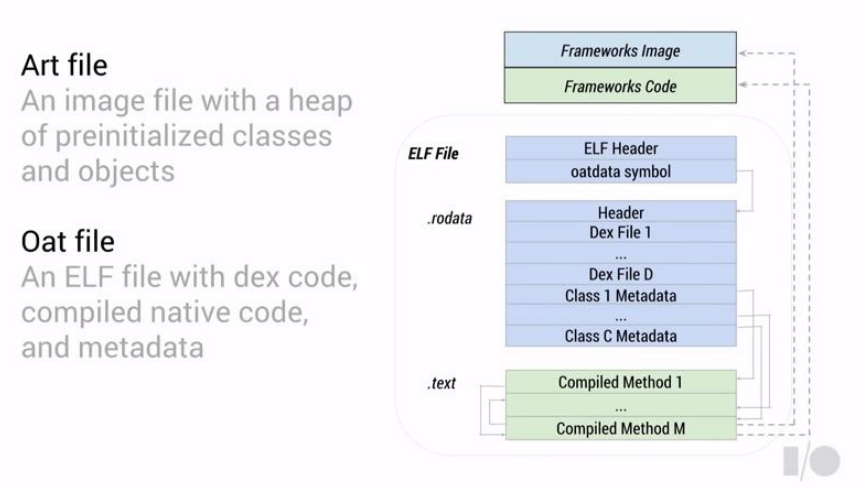 Art file
An image file with a heap
of preinitialized classes
and objects
Oat file
An ELF file with dex code,
compiled native code,
and metadata
Frameworks Image
Frameworks Code
ELF File
ELF Header
oatdata symbol
.rodata
Header
Dex File 1
...
Dex File D
Class 1 Metadata
...
Class C Metadata
.text
Compiled Method 1
...
Compiled Method M
I/O